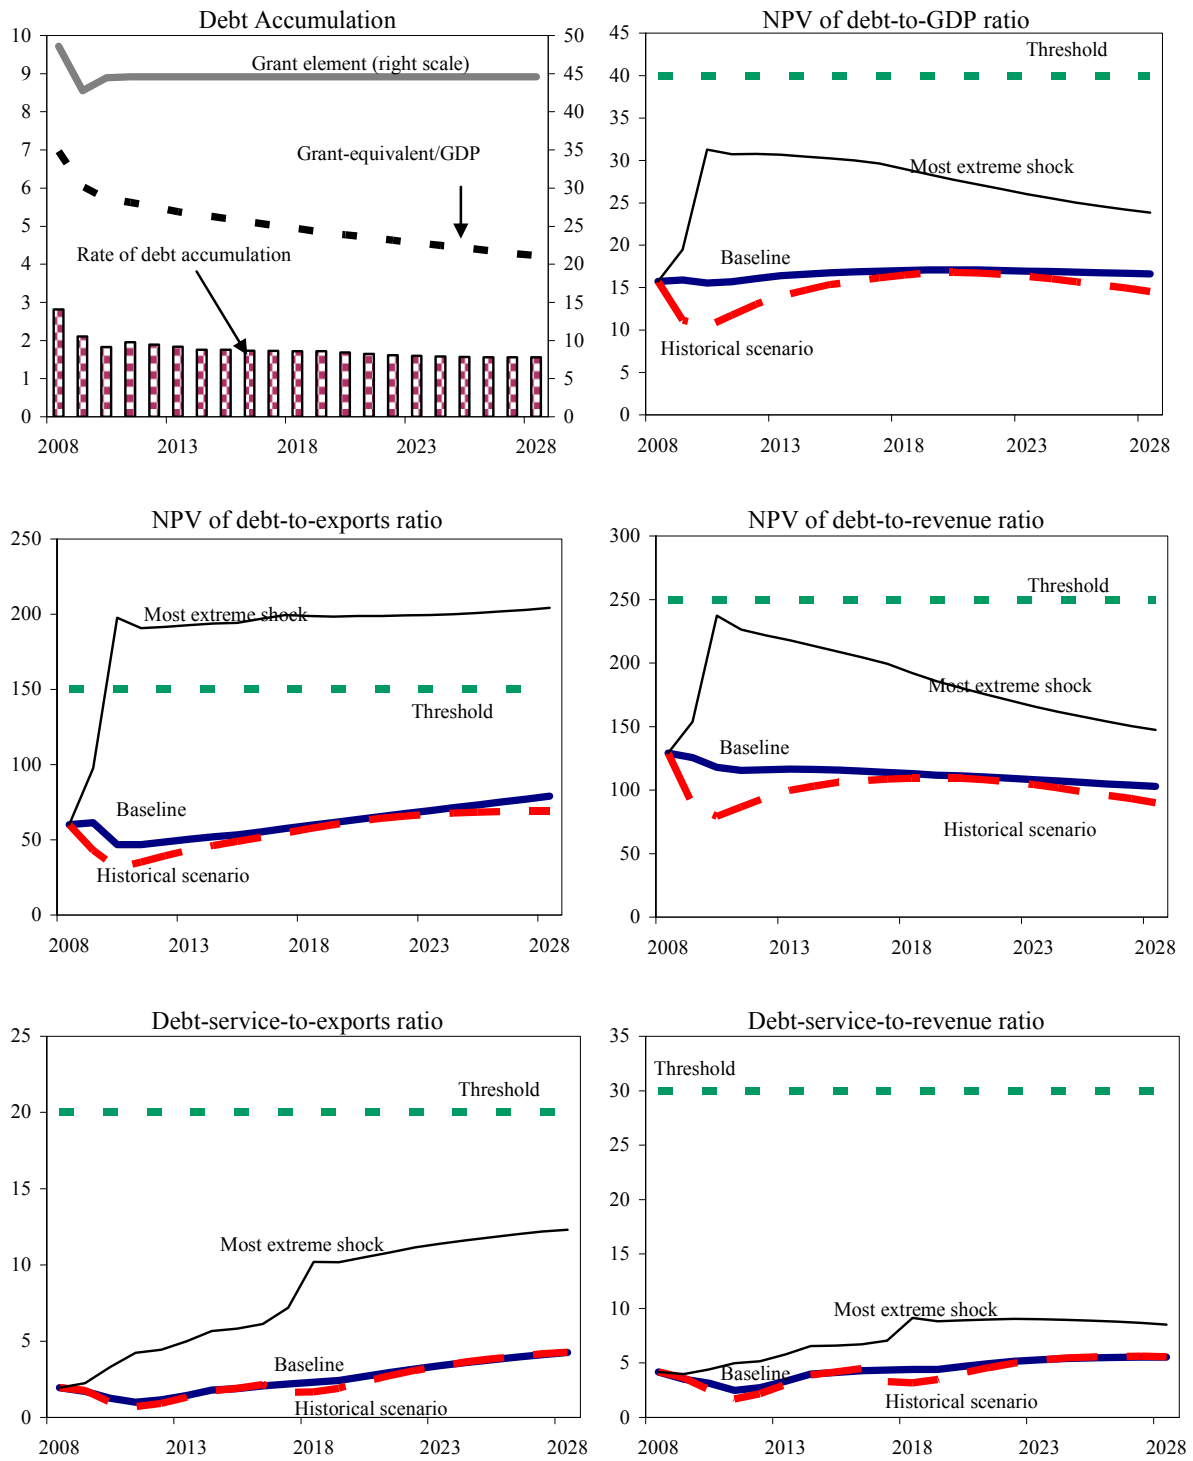 Debt Accumulation
10
9
8
7
6
5
4
3
2
1
0
50
45
40
35
30
25
20
15
10
5
0
Grant element (right scale)
Grant-equivalent/GDP
Rate of debt accumulation
2008 2013 2018 2023 2028
NPV of debt-to-GDP ratio
45
40
35
30
25
20
15
10
5
0
Threshold
Most extreme shock
Baseline
Historical scenario
2008 2013 2018 2023 2028
NPV of debt-to-exports ratio
250
200
150
100
50
0
Most extreme shock
Threshold
Baseline
Historical scenario
2008 2013 2018 2023 2028
NPV of debt-to-revenue ratio
300
250
200
150
100
50
0
Threshold
Most extreme shock
Baseline
Historical scenario
2008 2013 2018 2023 2028
Debt-service-to-exports ratio
25
20
15
10
5
0
Threshold
Most extreme shock
Baseline
Historical scenario
2008 2013 2018 2023 2028
Debt-service-to-revenue ratio
35
30
25
20
15
10
5
0
Threshold
Most extreme shock
Baseline
Historical scenario
2008 2013 2018 2023 2028